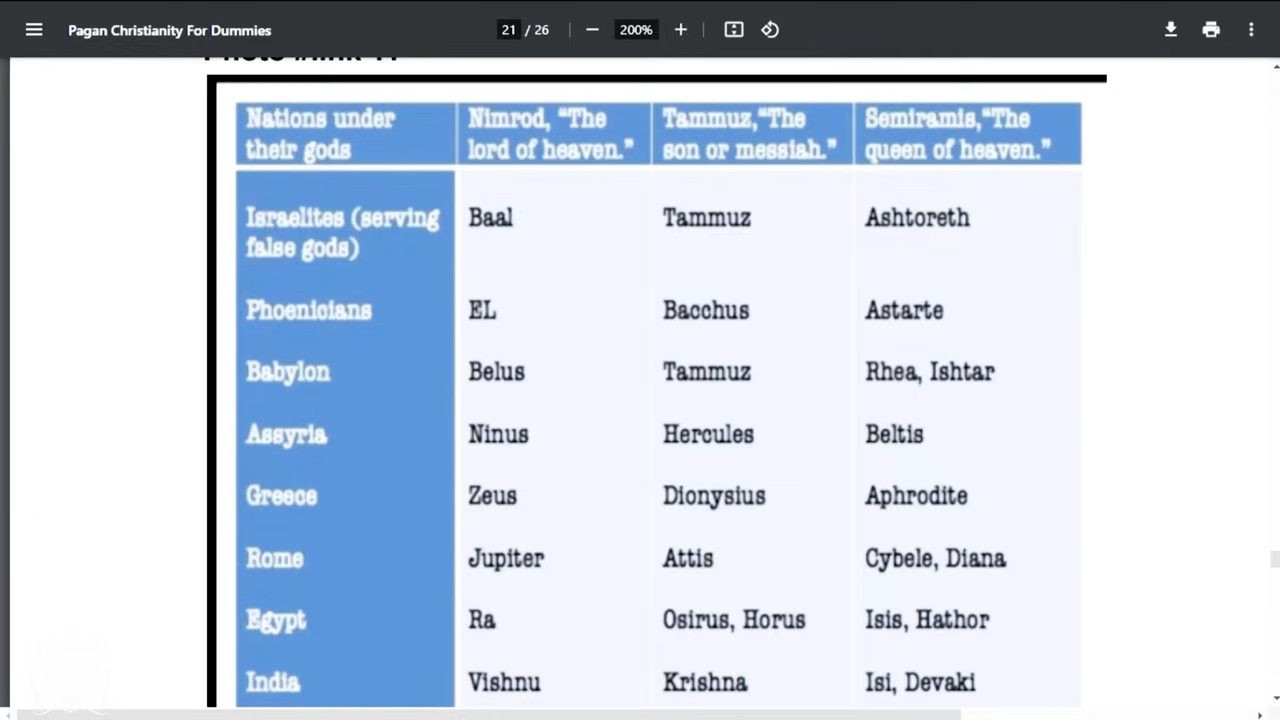 Pagan Christianity For Dummies
21 / 26
200%
Nations under
their gods
Nimrod, “The
lord of heaven.”
Tammuz,“The
son or messiah.”
Semiramis,“The
queen of heaven.”
Israelites (serving
false gods)
Baal
Tammuz
Ashtoreth
Phoenicians
EL
Bacchus
Astarte
Babylon
Belus
Tammuz
Rhea, Ishtar
Assyria
Ninus
Hercules
Beltis
Greece
Zeus
Dionysius
Aphrodite
Rome
Jupiter
Attis
Cybele, Diana
Egypt
Ra
Osirus, Horus
Isis, Hathor
India
Vishnu
Krishna
Isi, Devaki